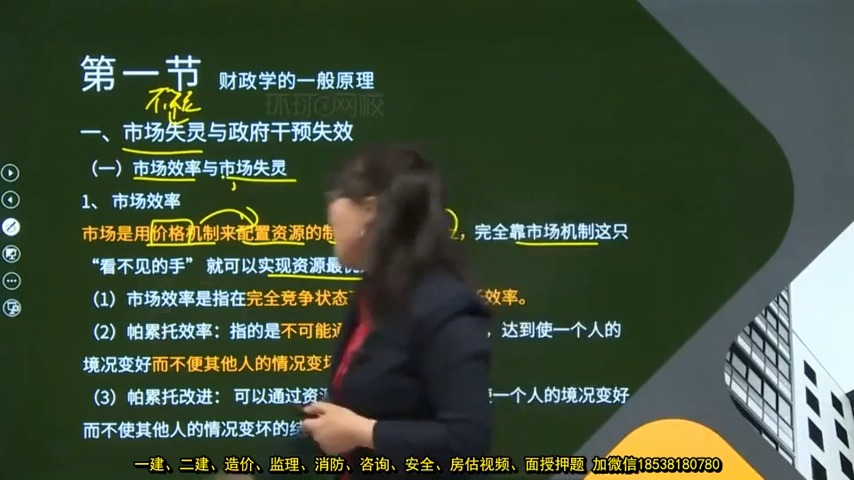 第一节 财政学的一般原理
不足
环球网校
一、市场失灵与政府干预失效
（一）市场效率与市场失灵
1、市场效率
市场是用价格机制来配置资源的制 ，完全靠市场机制这只
“看不见的手”就可以实现资源最优
（1）市场效率是指在完全竞争状态下 效率。
（2）帕累托效率：指的是不可能通 ，达到使一个人的
境况变好而不便其他人的情况变坏
（3）帕累托改进：可以通过资源 使一个人的境况变好
而不使其他人的情况变坏的结
一建、二建、造价、监理、消防、咨询、安全、房估视频、面授押题 加微信18538180780